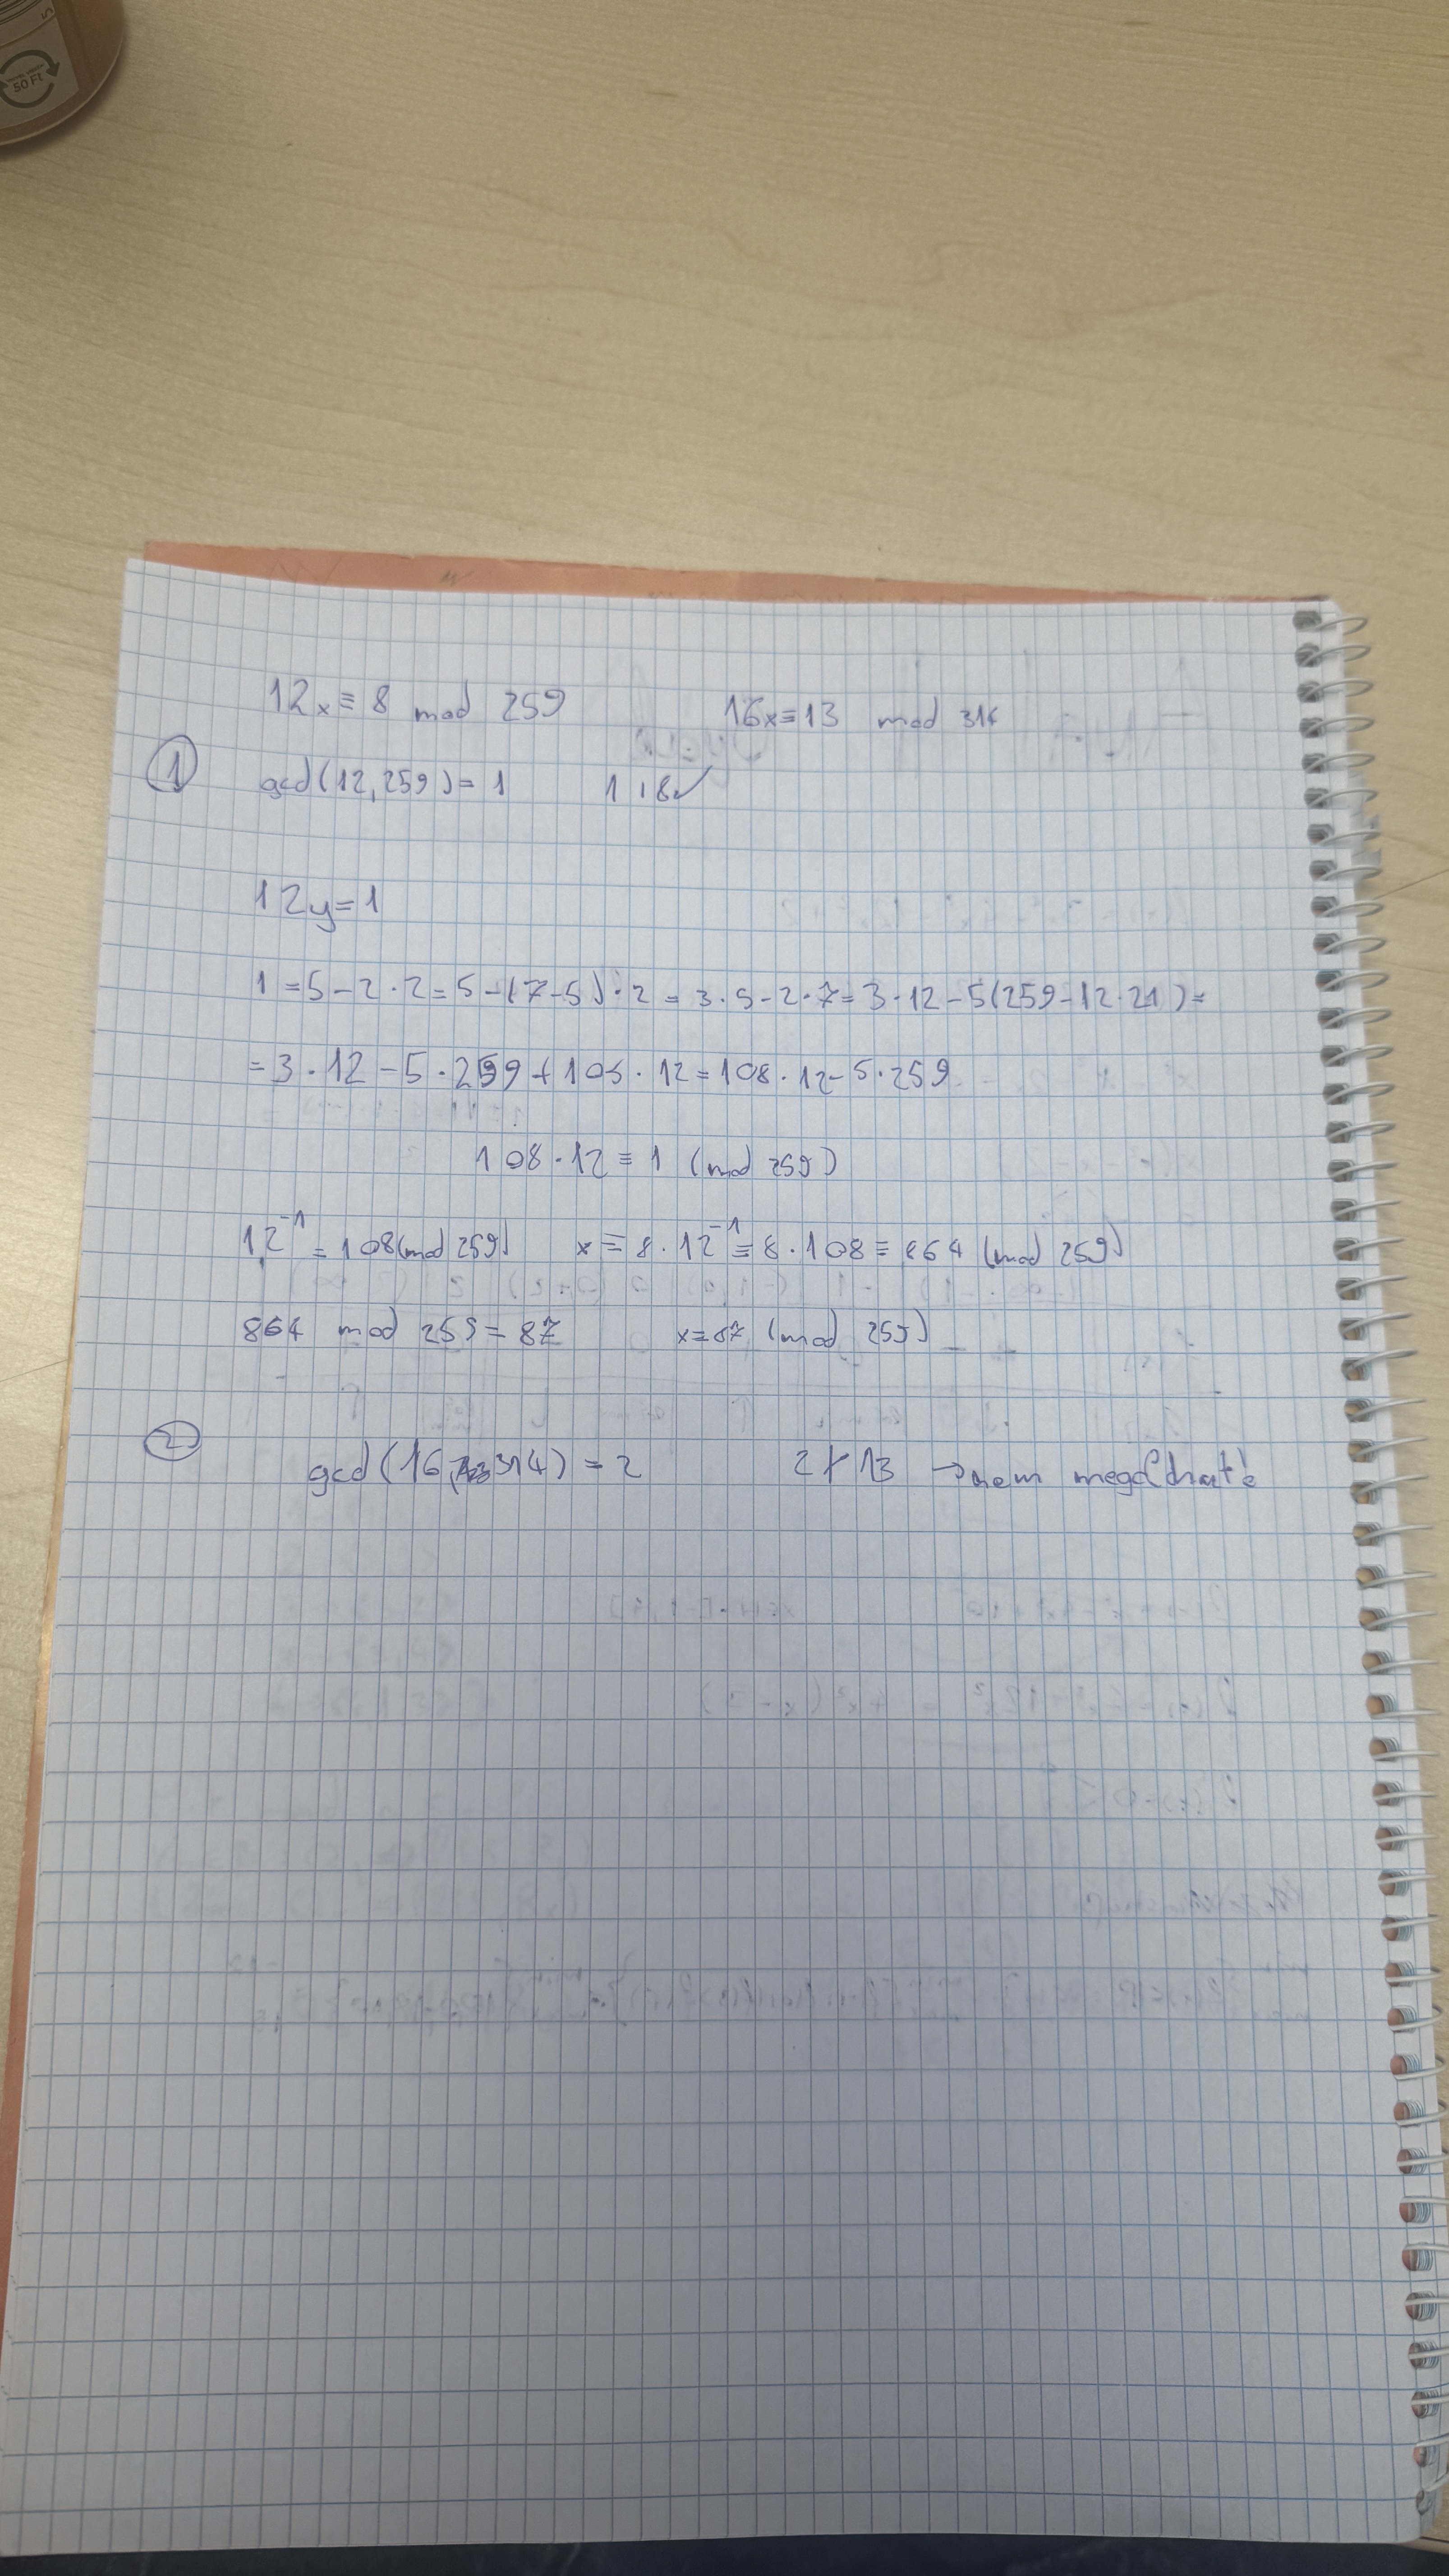 50 Ft
12x ≡ 8 mod 259 16x ≡ 13 mod 314
① gcd(12, 259) = 1 1 | 8 ✓
12y = 1
1 = 5 - 2 · 2 = 5 - (7 - 5) · 2 = 3 · 5 - 2 · 7 = 3 · 12 - 5(259 - 12 · 21) =
= 3 · 12 - 5 · 259 + 105 · 12 = 108 · 12 - 5 · 259
108 · 12 ≡ 1 (mod 259)
12⁻¹ = 108 (mod 259) x ≡ 8 · 12⁻¹ ≡ 8 · 108 ≡ 864 (mod 259)
864 mod 259 = 87 x = 87 (mod 259)
② gcd(16, 314) = 2 2 ∤ 13 → nem megoldható